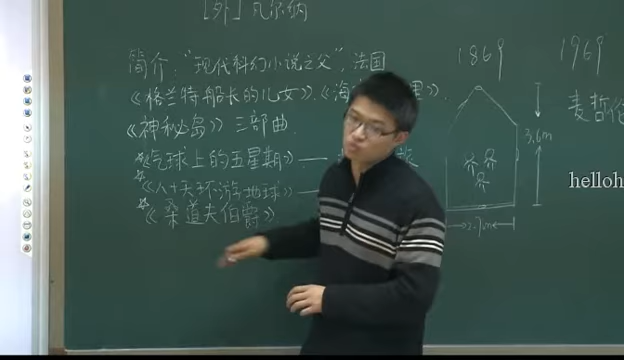 [外] 凡尔纳
简介：“现代科幻小说之父”，法国
《格兰特船长的儿女》《海 里》.
《神秘岛》 三部曲.
☆《气球上的五星期》——
☆《八十天环游地球》——
☆《桑道夫伯爵》
1869
1969
麦哲伦
3.6m
2.7m
helloh